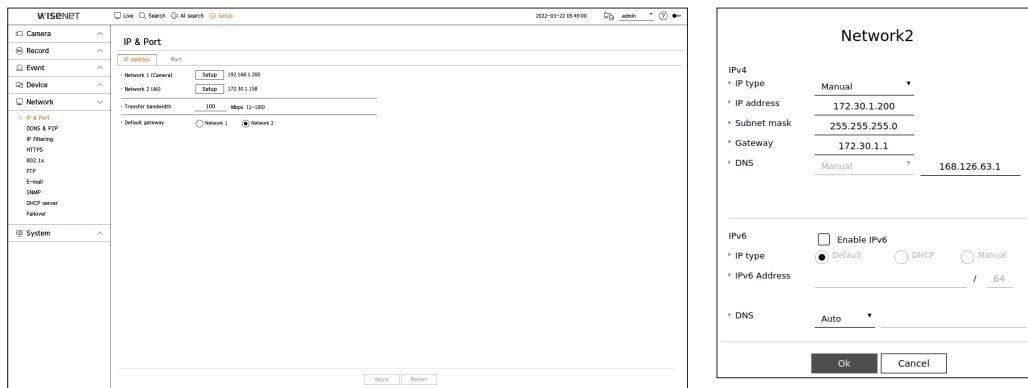 WISENET
Live Search AI search Setup
2022-03-22 05:49:00 admin ?
Camera
Record
Event
Device
Network
IP & Port
DDNS & P2P
IP filtering
HTTPS
802.1x
FTP
E-mail
SNMP
DHCP server
Failover
System
IP & Port
IP address Port
Network 1 (Camera) Setup 192.168.1.200
Network 2 (All) Setup 172.30.1.158
Transfer bandwidth 100 Mbps (1~100)
Default gateway Network 1 Network 2
Apply Revert
Network2
IPv4
IP type Manual
IP address 172.30.1.200
Subnet mask 255.255.255.0
Gateway 172.30.1.1
DNS Manual 168.126.63.1
IPv6 Enable IPv6
IP type Default DHCP Manual
IPv6 Address / 64
DNS Auto
Ok Cancel